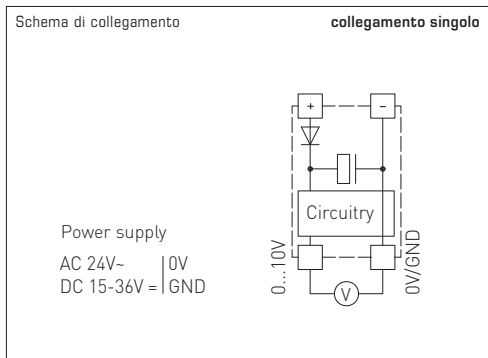 Schema di collegamento
collegamento singolo
+ −
Circuitry
Power supply
AC 24V~ | 0V
DC 15-36V = | GND
0...10V
0V/GND
V